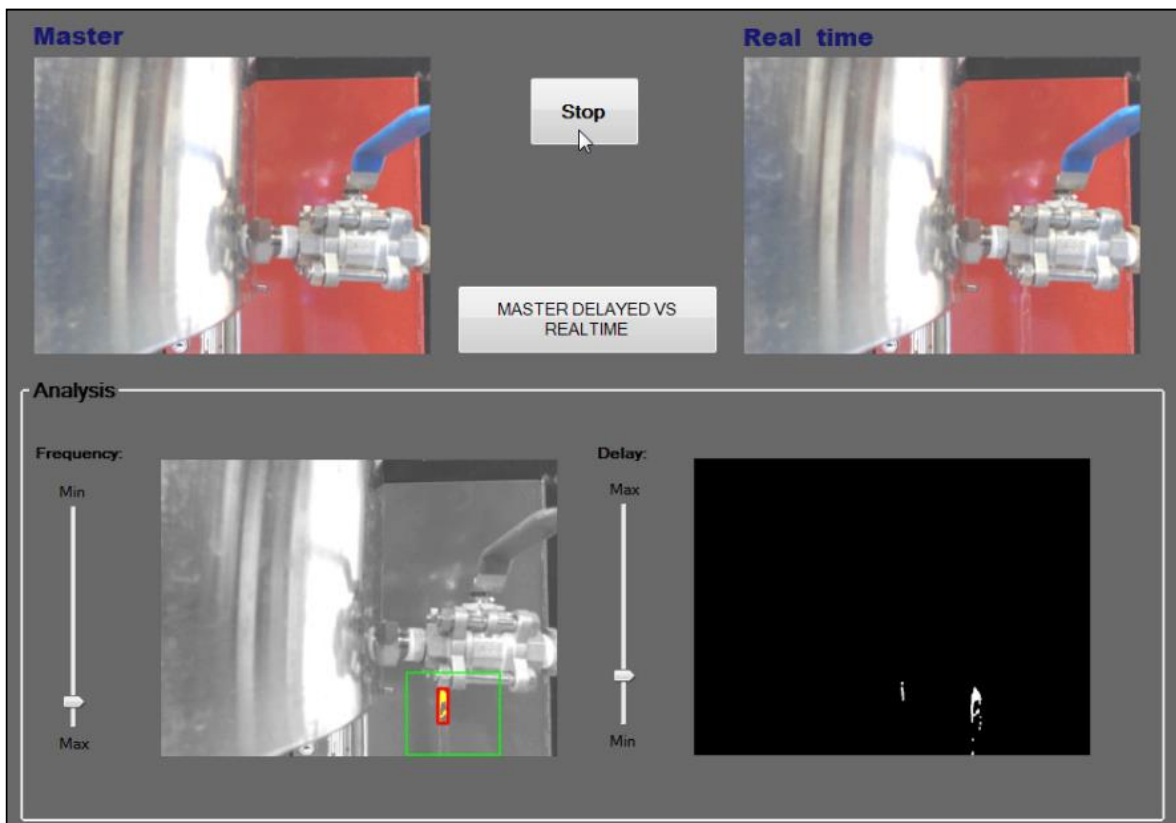 Master
Real time
Stop
MASTER DELAYED VS
REALTIME
Analysis
Frequency:
Min
Max
Delay:
Max
Min